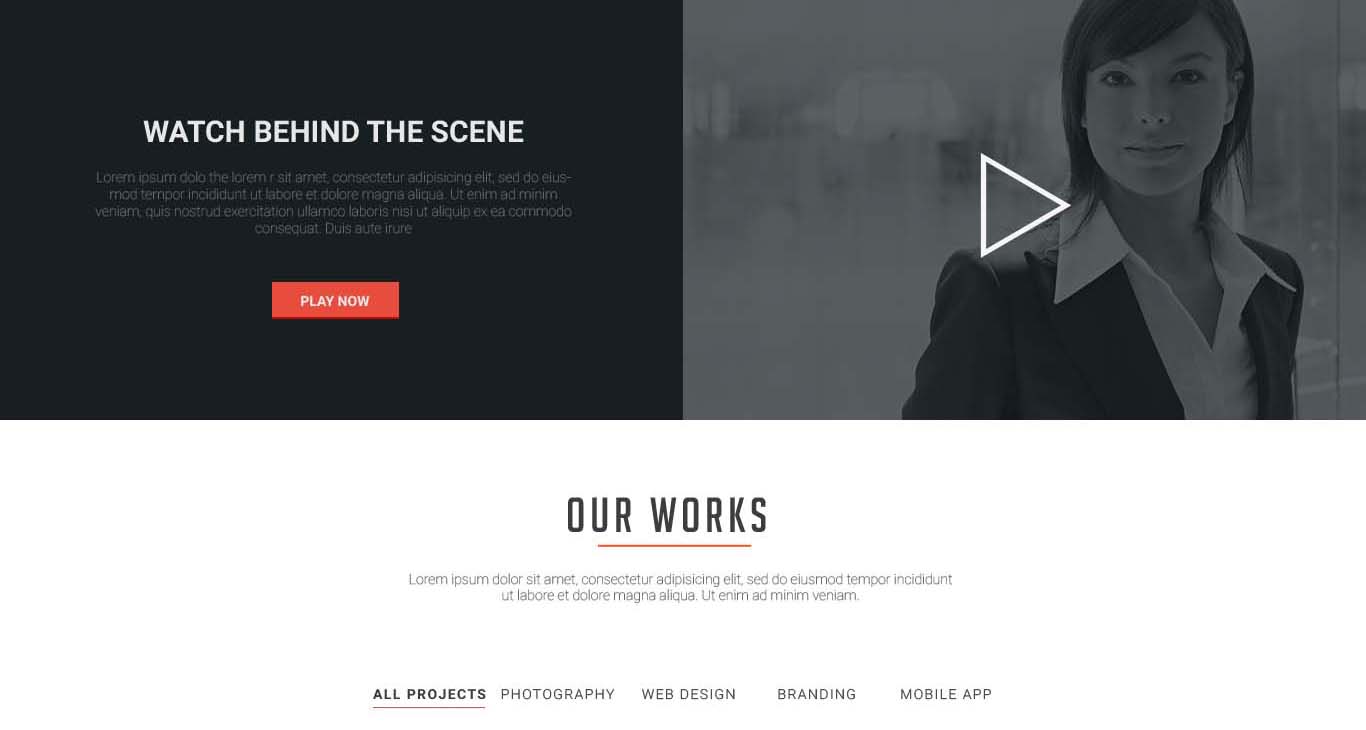 WATCH BEHIND THE SCENE
Lorem ipsum dolo the lorem r sit amet, consectetur adipisicing elit, sed do eius-
mod tempor incididunt ut labore et dolore magna aliqua. Ut enim ad minim
veniam, quis nostrud exercitation ullamco laboris nisi ut aliquip ex ea commodo
consequat. Duis aute irure
PLAY NOW
OUR WORKS
Lorem ipsum dolor sit amet, consectetur adipisicing elit, sed do eiusmod tempor incididunt
ut labore et dolore magna aliqua. Ut enim ad minim veniam.
ALL PROJECTS PHOTOGRAPHY WEB DESIGN BRANDING MOBILE APP